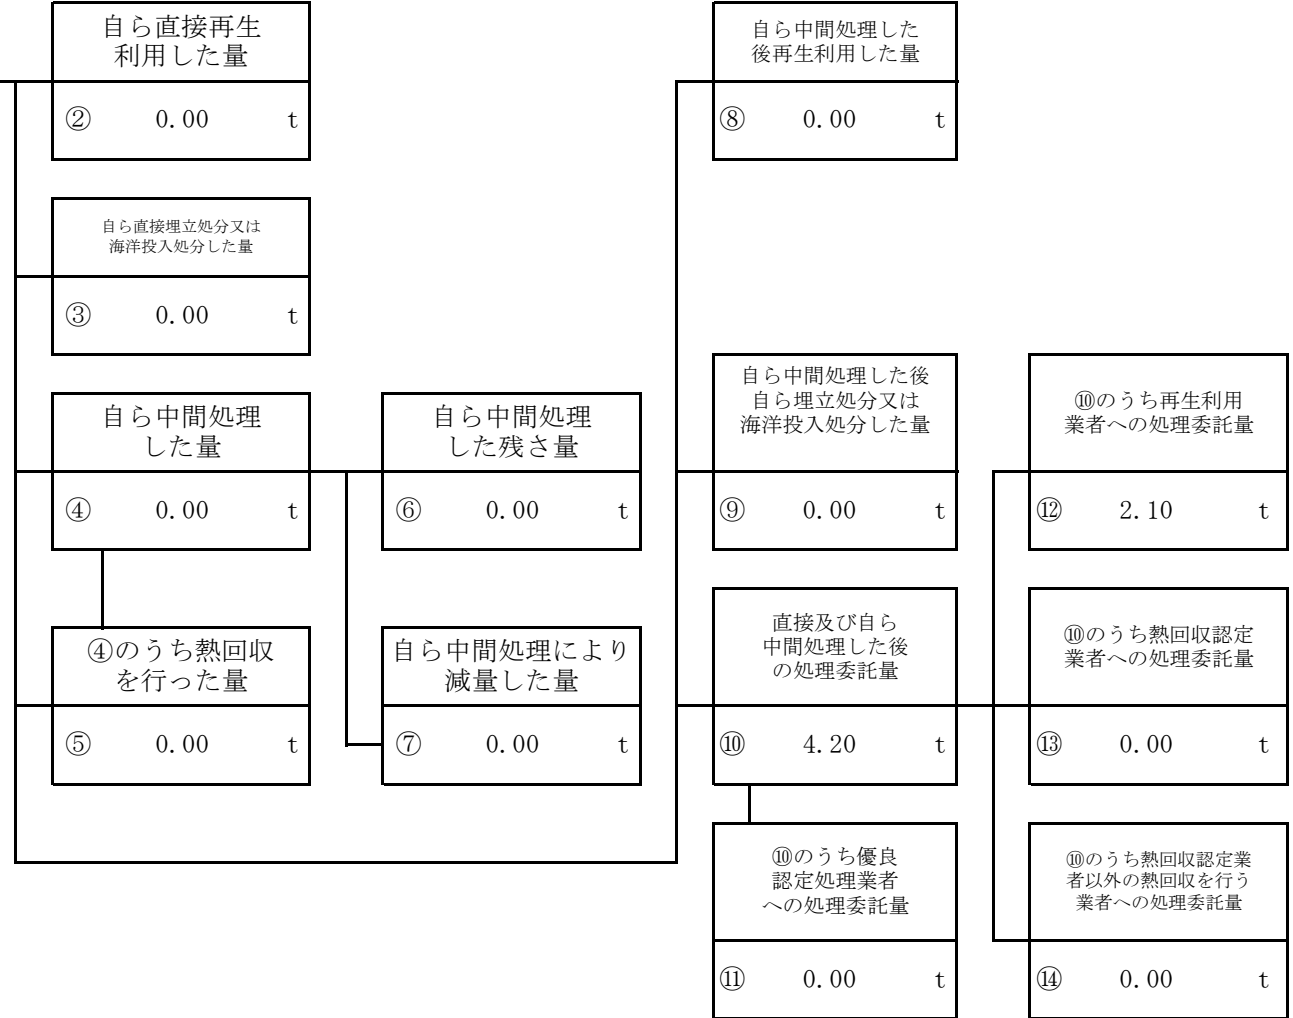 自ら直接再生
利用した量
② 0.00 t
自ら中間処理した
後再生利用した量
⑧ 0.00 t
自ら直接埋立処分又は
海洋投入処分した量
③ 0.00 t
自ら中間処理
した量
④ 0.00 t
自ら中間処理
した残さ量
⑥ 0.00 t
自ら中間処理した後
自ら埋立処分又は
海洋投入処分した量
⑨ 0.00 t
⑩のうち再生利用
業者への処理委託量
⑫ 2.10 t
④のうち熱回収
を行った量
⑤ 0.00 t
自ら中間処理により
減量した量
⑦ 0.00 t
直接及び自ら
中間処理した後
の処理委託量
⑩ 4.20 t
⑩のうち熱回収認定
業者への処理委託量
⑬ 0.00 t
⑩のうち優良
認定処理業者
への処理委託量
⑪ 0.00 t
⑩のうち熱回収認定業
者以外の熱回収を行う
業者への処理委託量
⑭ 0.00 t